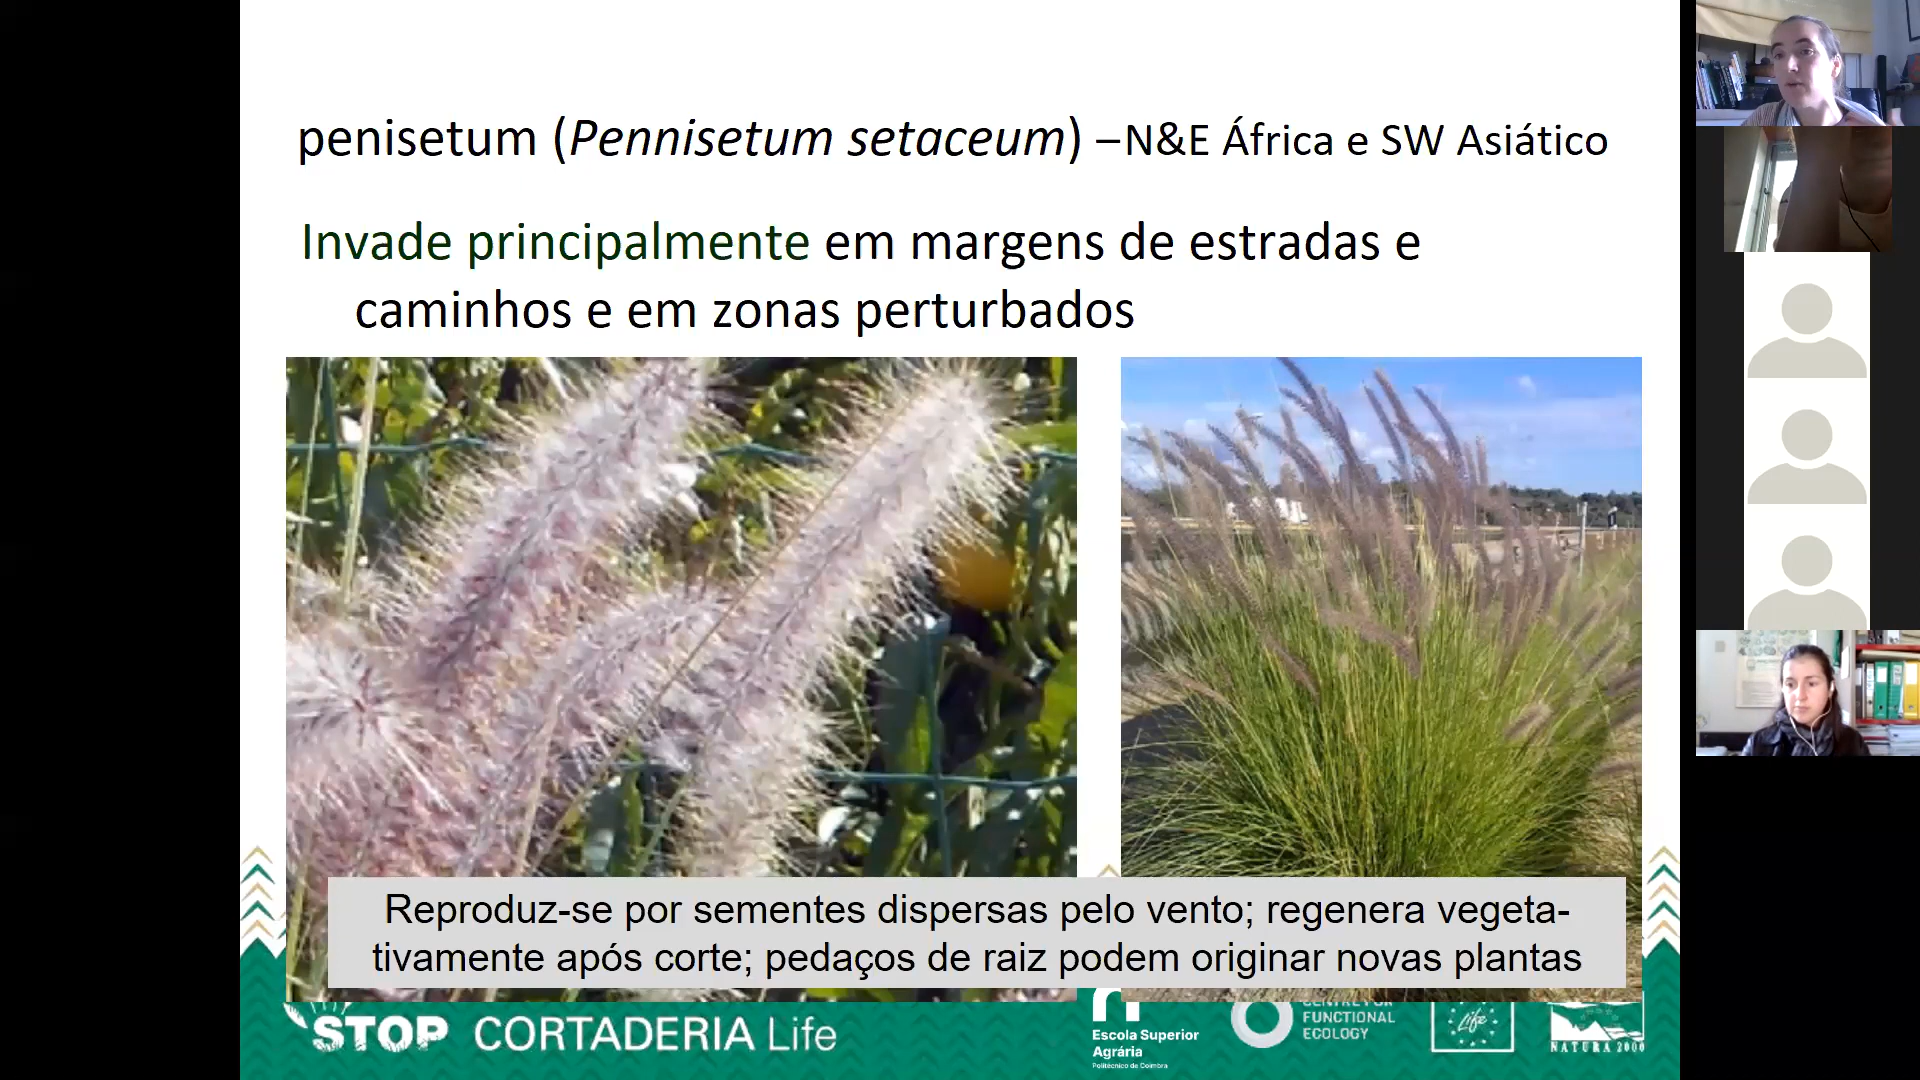 penisetum (Pennisetum setaceum) –N&E África e SW Asiático
Invade principalmente em margens de estradas e
caminhos e em zonas perturbados
Reproduz-se por sementes dispersas pelo vento; regenera vegeta-
tivamente após corte; pedaços de raiz podem originar novas plantas
STOP CORTADERIA Life
Escola Superior
Agrária
Politécnico de Coimbra
CENTRE FOR
FUNCTIONAL
ECOLOGY
Life
NATURA 2000